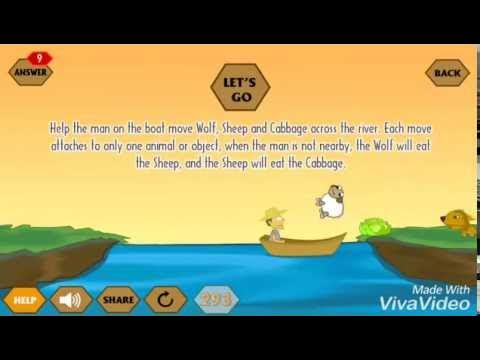 9
ANSWER
LET'S
GO
BACK
Help the man on the boat move Wolf, Sheep and Cabbage across the river. Each move
attaches to only one animal or object, when the man is not nearby, the Wolf will eat
the Sheep, and the Sheep will eat the Cabbage.
HELP
SHARE
293
Made With
VivaVideo